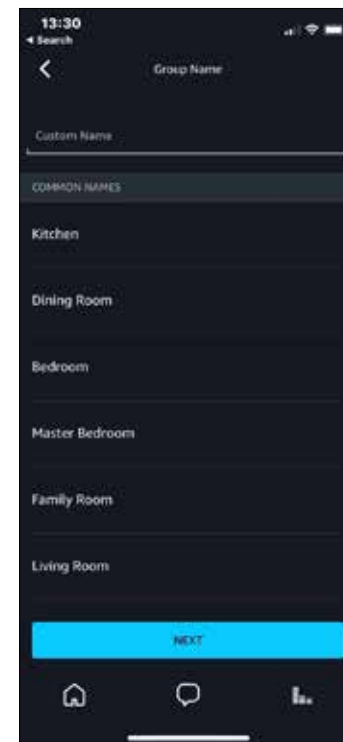 13:30
◂ Search
Group Name
Custom Name
COMMON NAMES
Kitchen
Dining Room
Bedroom
Master Bedroom
Family Room
Living Room
NEXT